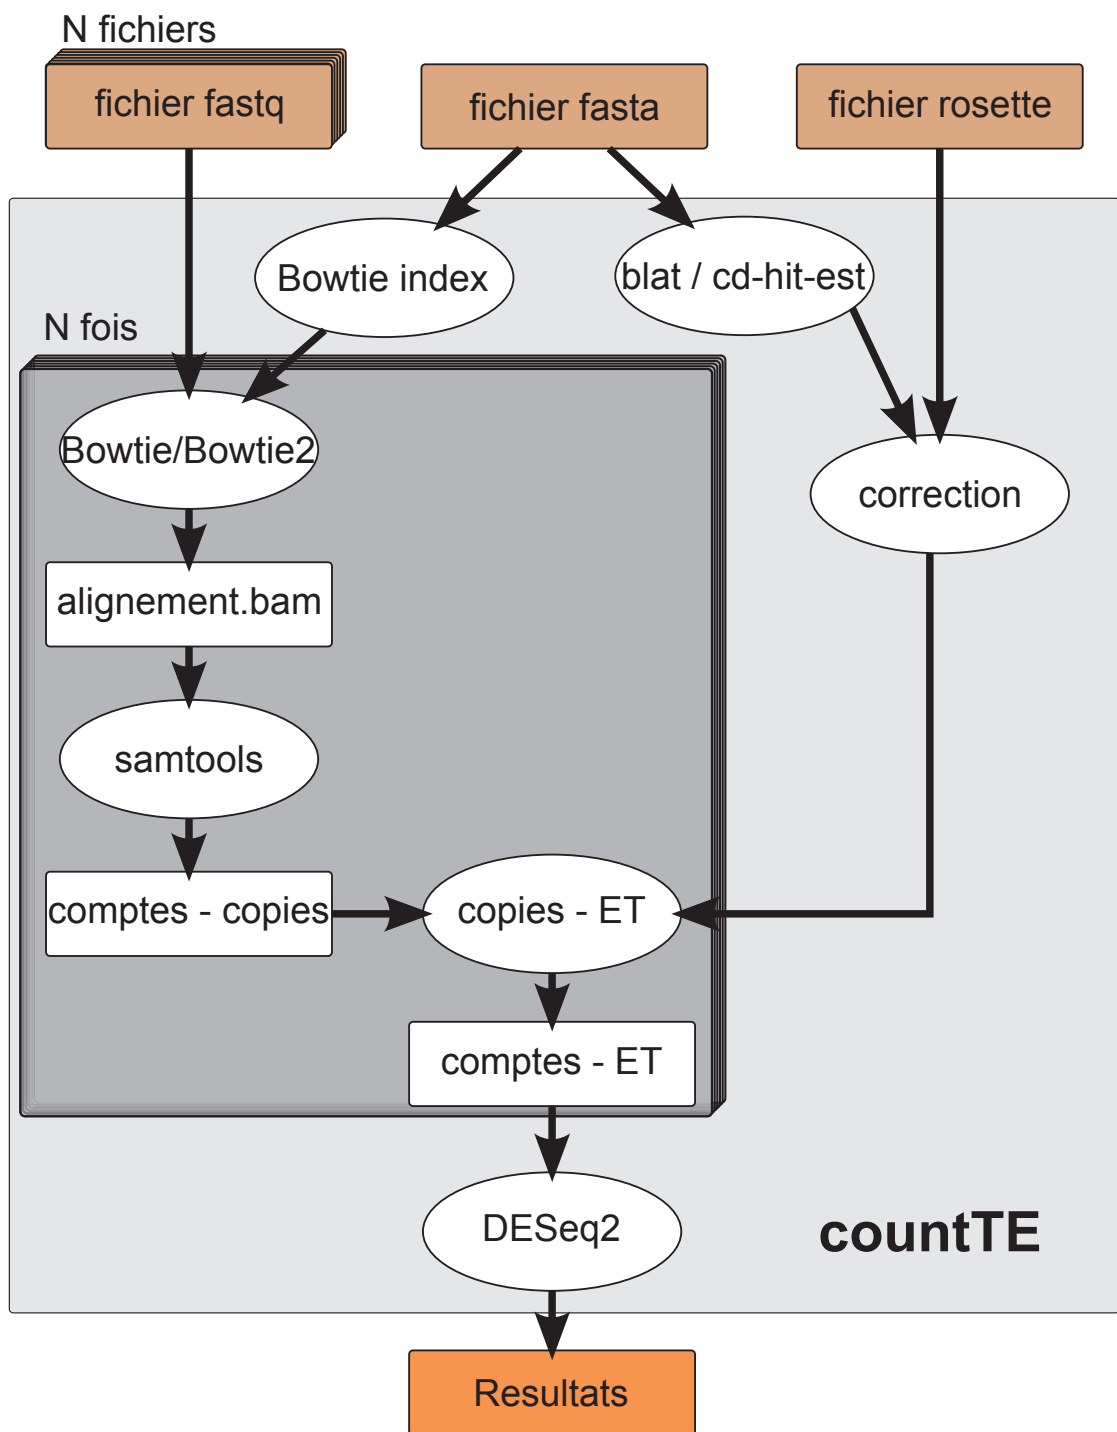 N fichiers
fichier fastq
fichier fasta
fichier rosette
Bowtie index
blat / cd-hit-est
N fois
Bowtie/Bowtie2
correction
alignement.bam
samtools
comptes - copies
copies - ET
comptes - ET
DESeq2
countTE
Resultats